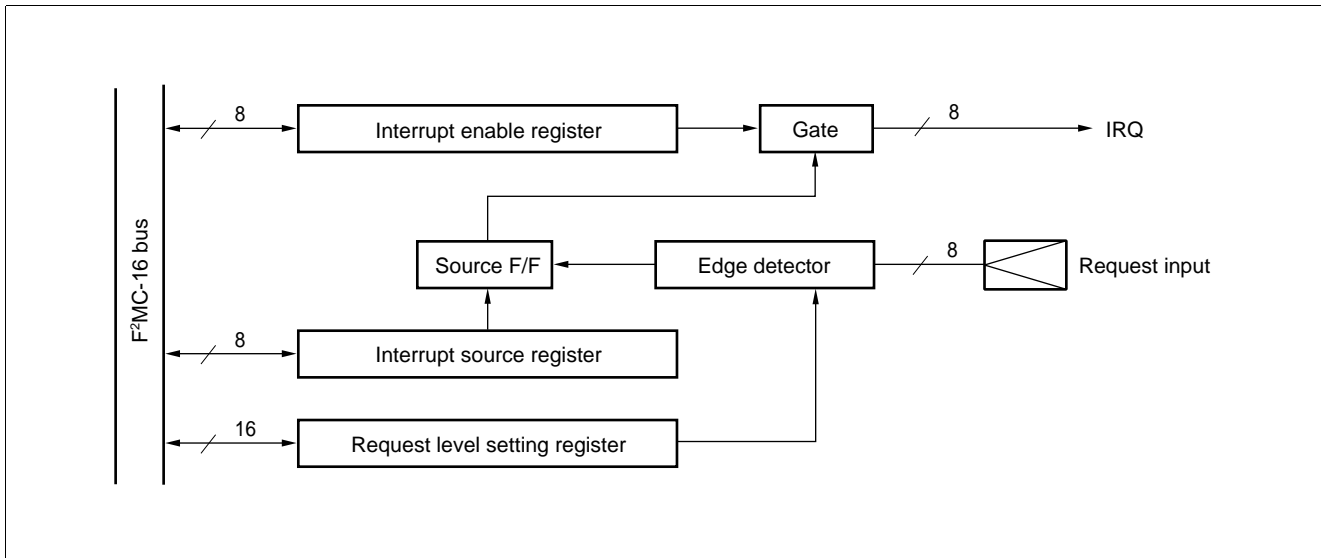 8
Interrupt enable register
Gate
8
IRQ
F²MC-16 bus
Source F/F
Edge detector
8
Request input
8
Interrupt source register
16
Request level setting register